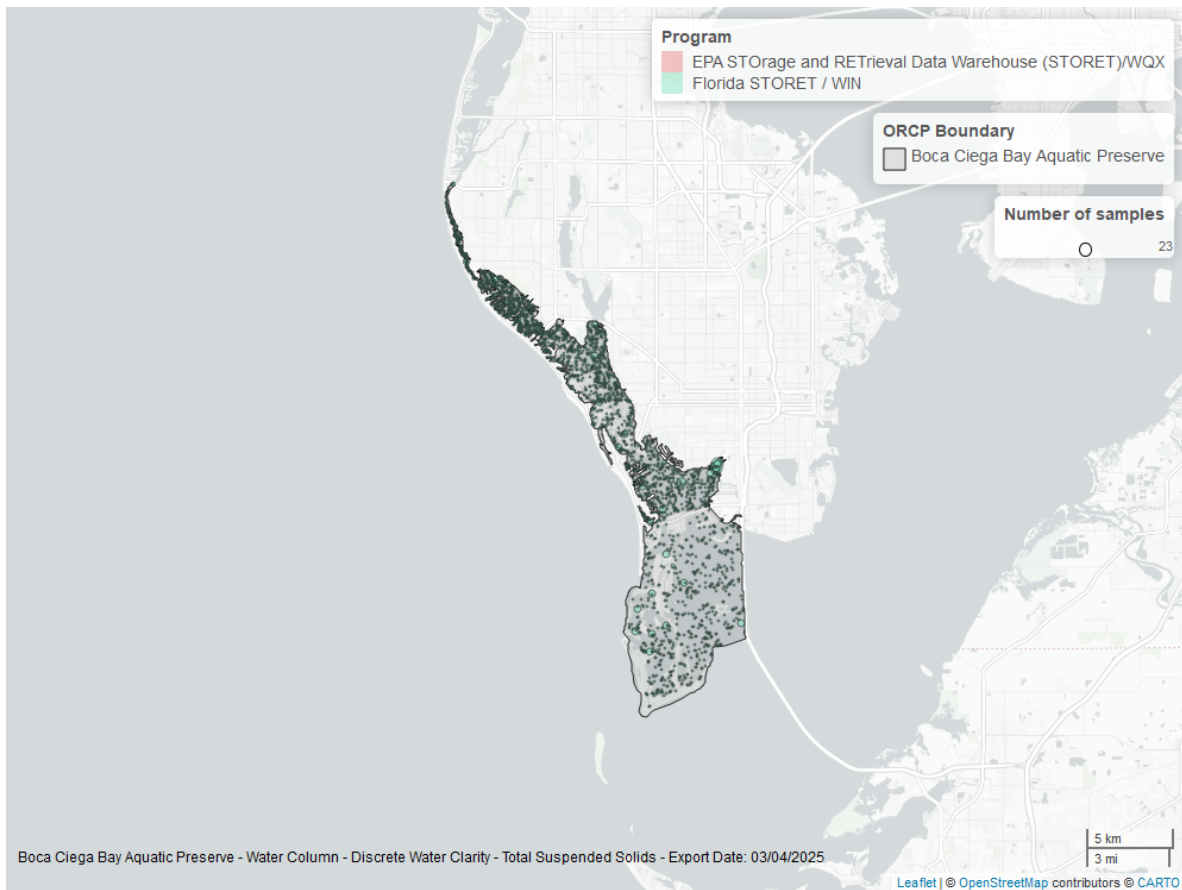 Program
EPA STOrage and RETrieval Data Warehouse (STORET)/WQX
Florida STORET / WIN
ORCP Boundary
Boca Ciega Bay Aquatic Preserve
Number of samples
23
5 km
3 mi
Boca Ciega Bay Aquatic Preserve - Water Column - Discrete Water Clarity - Total Suspended Solids - Export Date: 03/04/2025
Leaflet | © OpenStreetMap contributors © CARTO